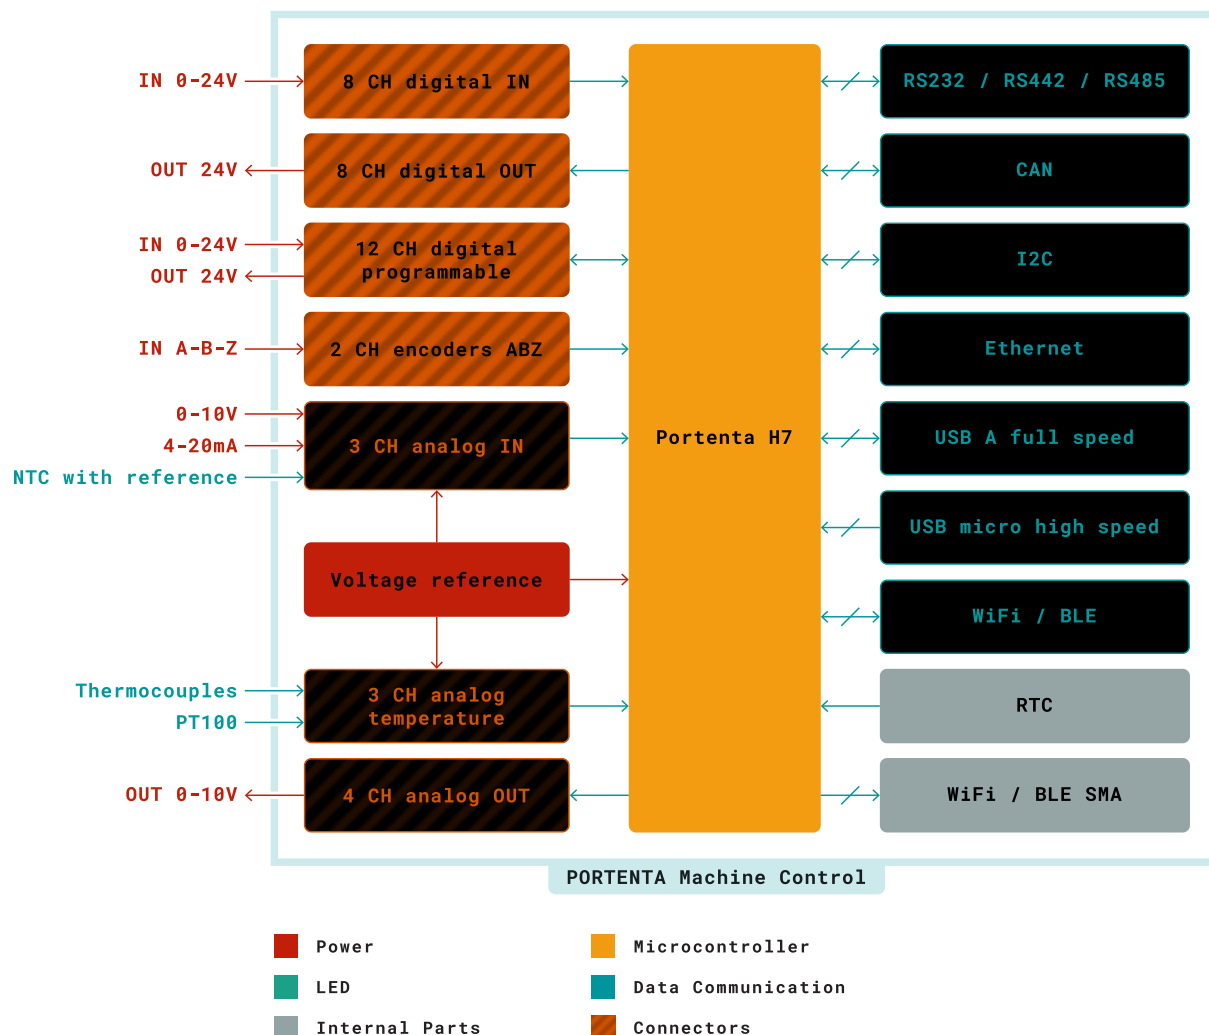 IN 0-24V
8 CH digital IN
RS232 / RS442 / RS485
OUT 24V
8 CH digital OUT
CAN
IN 0-24V
OUT 24V
12 CH digital
programmable
I2C
IN A-B-Z
2 CH encoders ABZ
Ethernet
0-10V
4-20mA
NTC with reference
3 CH analog IN
Portenta H7
USB A full speed
USB micro high speed
Voltage reference
WiFi / BLE
Thermocouples
PT100
3 CH analog
temperature
RTC
OUT 0-10V
4 CH analog OUT
WiFi / BLE SMA
PORTENTA Machine Control
Power
Microcontroller
LED
Data Communication
Internal Parts
Connectors